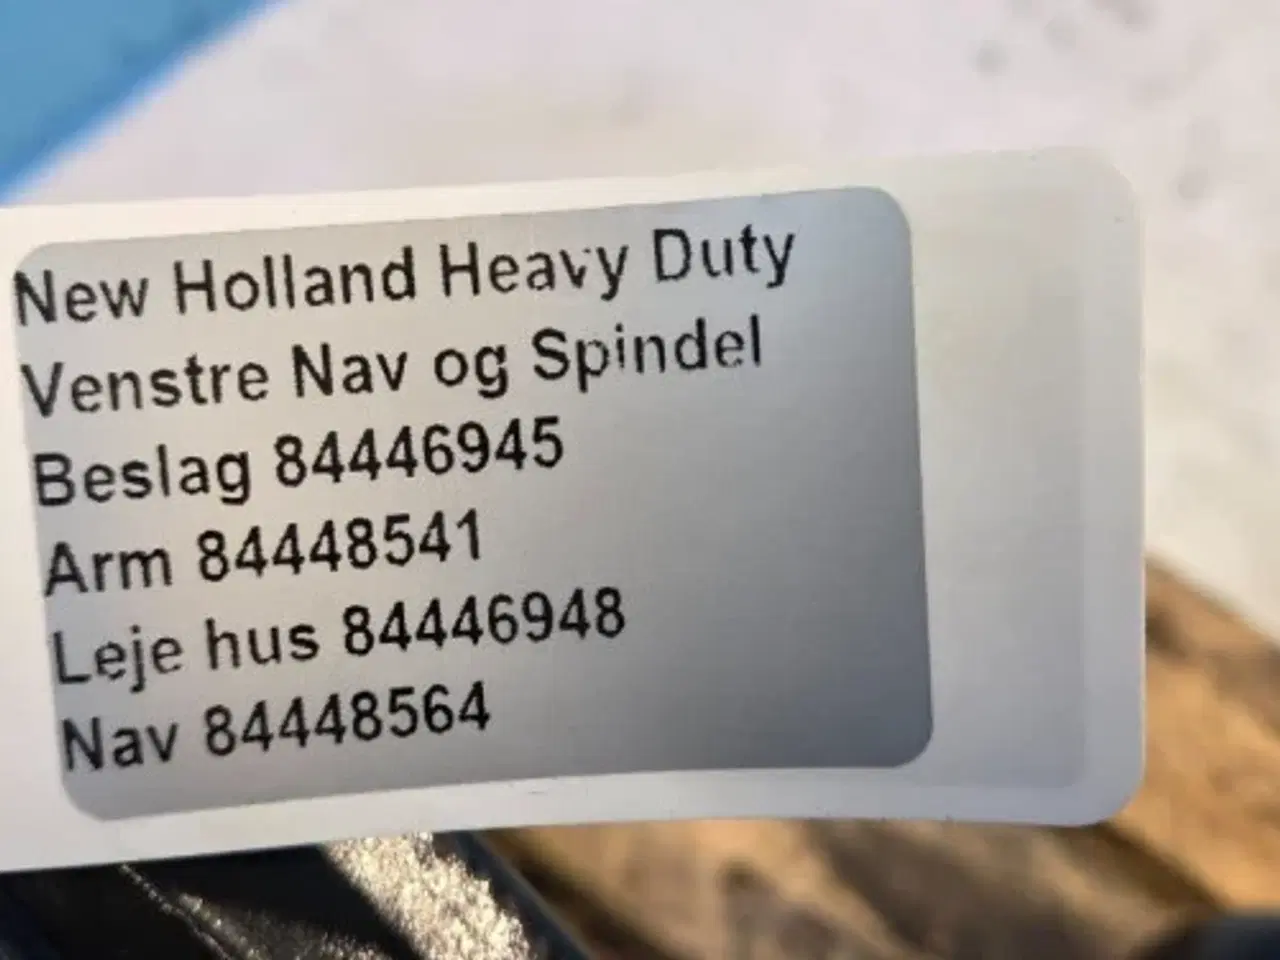 New Holland Heavy Duty
Venstre Nav og Spindel
Beslag 84446945
Arm 84448541
Leje hus 84446948
Nav 84448564